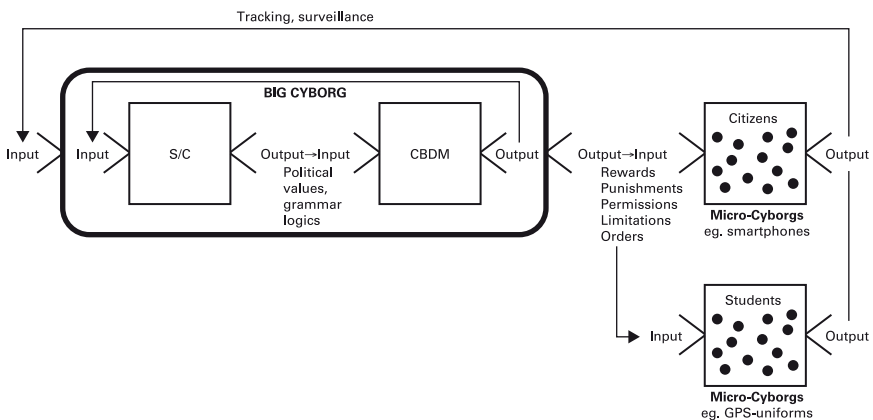 Tracking, surveillance
BIG CYBORG
Input
Input
S/C
Output→Input
Political
values,
grammar
logics
CBDM
Output
Output→Input
Rewards
Punishments
Permissions
Limitations
Orders
Citizens
Output
Micro-Cyborgs
eg. smartphones
Input
Students
Output
Micro-Cyborgs
eg. GPS-uniforms